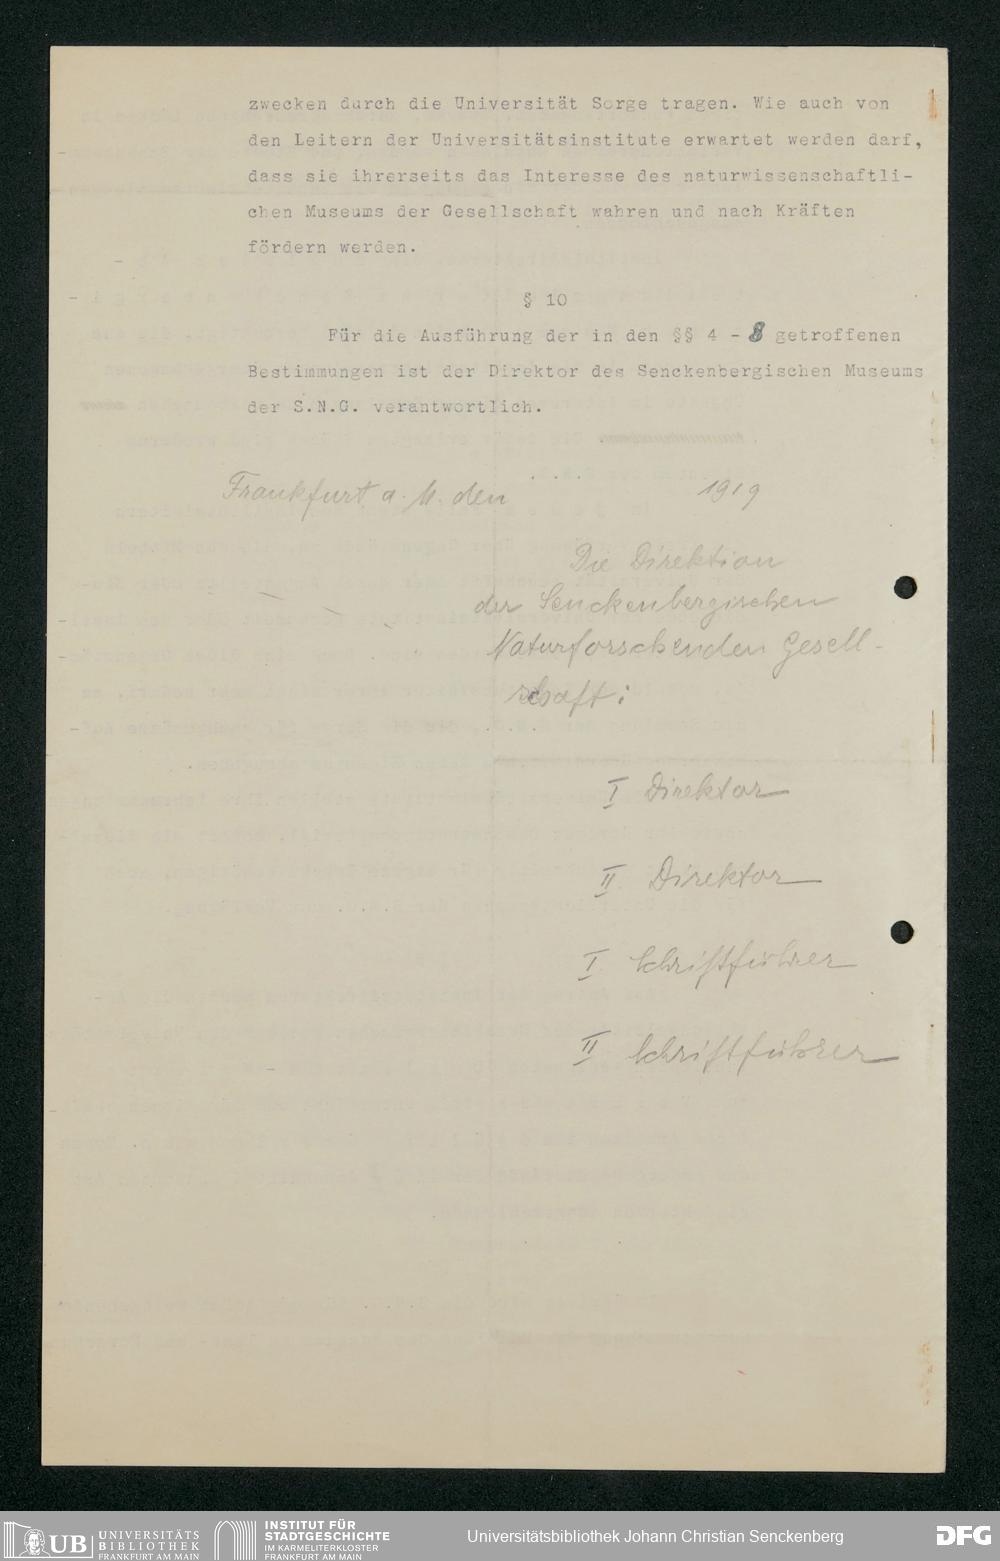 zwecken durch die Universität Sorge tragen. Wie auch von
den Leitern der Universitätsinstitute erwartet werden darf,
dass sie ihrerseits das Interesse des naturwissenschaftli-
chen Museums der Gesellschaft wahren und nach Kräften
fördern werden.
§ 10
Für die Ausführung der in den §§ 4 - 8 getroffenen
Bestimmungen ist der Direktor des Senckenbergischen Museums
der S.N.G. verantwortlich.
Frankfurt a. M. den 1919
Die Direktion
der Senckenbergischen
Naturforschenden Gesell-
schaft:
I Direktor
II Direktor
I Schriftführer
II Schriftführer
UB UNIVERSITÄTS
BIBLIOTHEK
FRANKFURT AM MAIN
INSTITUT FÜR
STADTGESCHICHTE
IM KARMELITERKLOSTER
FRANKFURT AM MAIN
Universitätsbibliothek Johann Christian Senckenberg
DFG